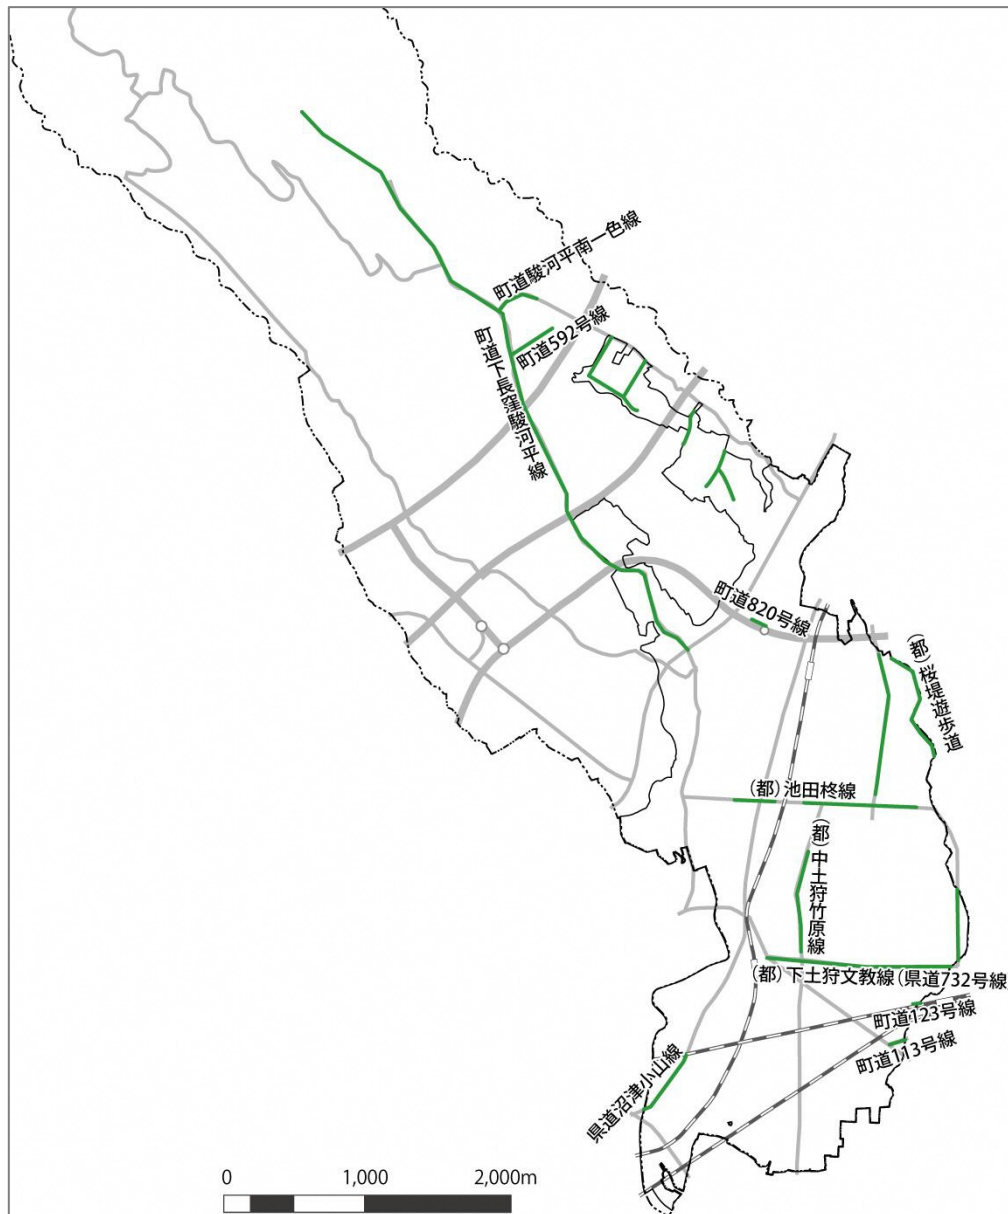 町道駿河平南一色線
町道592号線
町道下長窪駿河平線
町道820号線
(都)桜堤遊歩道
(都)池田柊線
(都)中土狩竹原線
(都)下土狩文教線(県道732号線)
町道123号線
町道113号線
県道沼津小山線
0 1,000 2,000m